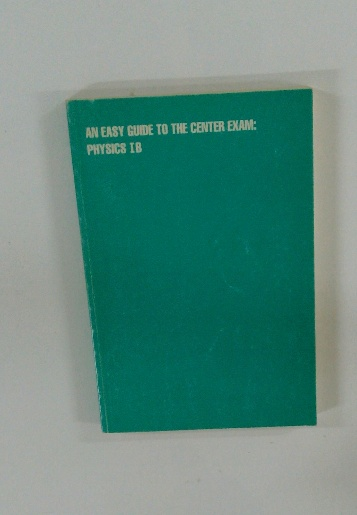 AN EASY GUIDE TO THE CENTER EXAM:
PHYSICS IB